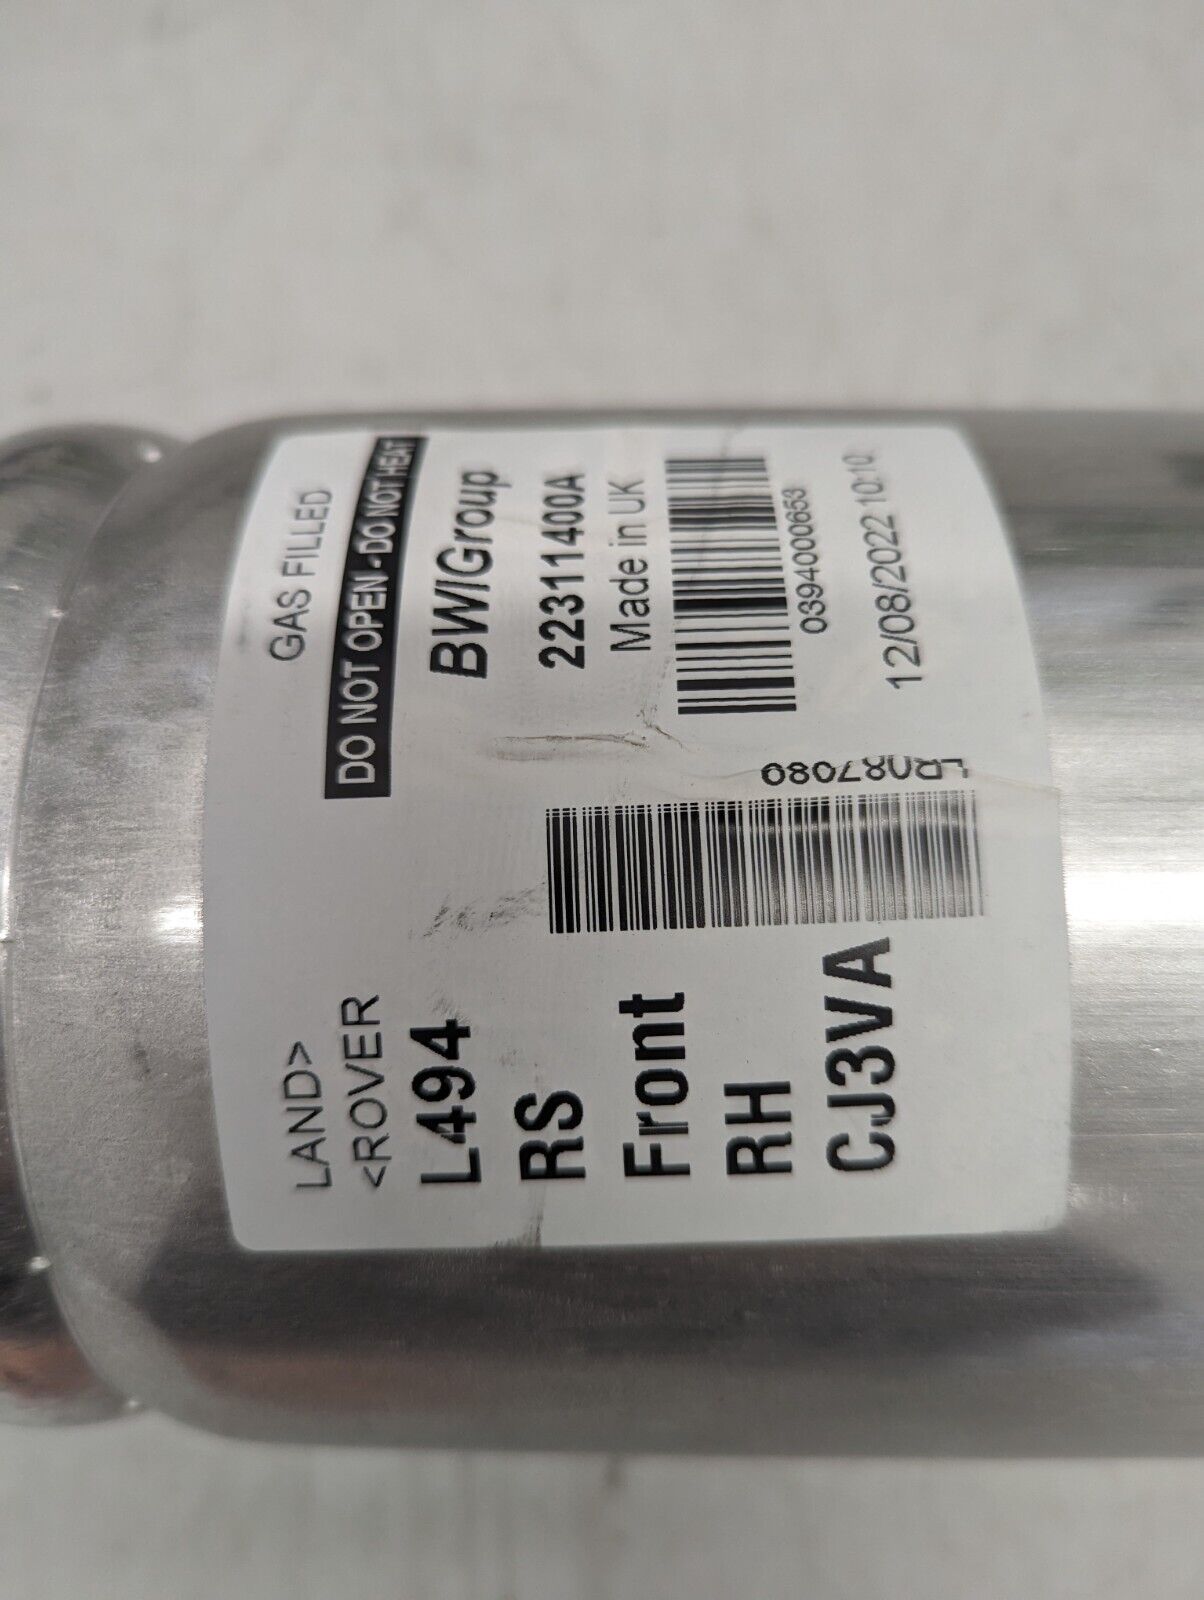 LAND>
<ROVER
L494
RS
Front
RH
CJ3VA
LR087080
GAS FILLED
DO NOT OPEN - DO NOT HEAT
BWIGroup
22311400A
Made in UK
0394000653
12/08/2022 10:10